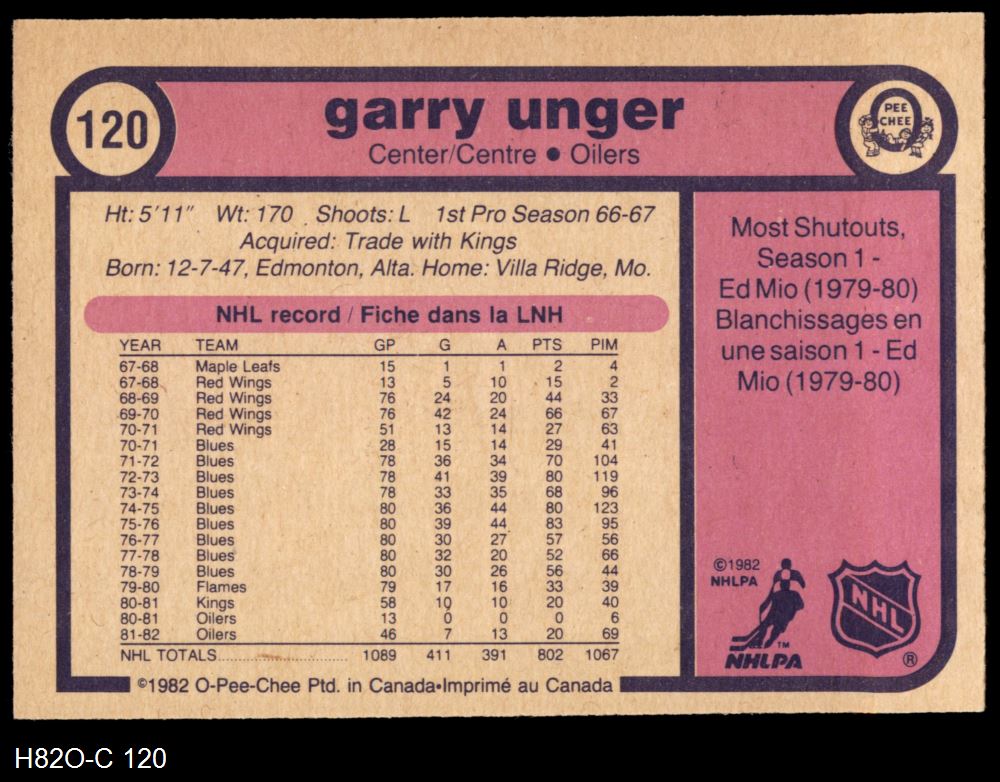 120
garry unger
Center/Centre ● Oilers
PEE
CHEE
Ht: 5'11" Wt: 170 Shoots: L 1st Pro Season 66-67
Acquired: Trade with Kings
Born: 12-7-47, Edmonton, Alta. Home: Villa Ridge, Mo.
NHL record / Fiche dans la LNH
YEAR TEAM GP G A PTS PIM
67-68 Maple Leafs 15 1 1 2 4
67-68 Red Wings 13 5 10 15 2
68-69 Red Wings 76 24 20 44 33
69-70 Red Wings 76 42 24 66 67
70-71 Red Wings 51 13 14 27 63
70-71 Blues 28 15 14 29 41
71-72 Blues 78 36 34 70 104
72-73 Blues 78 41 39 80 119
73-74 Blues 78 33 35 68 96
74-75 Blues 80 36 44 80 123
75-76 Blues 80 39 44 83 95
76-77 Blues 80 30 27 57 56
77-78 Blues 80 32 20 52 66
78-79 Blues 80 30 26 56 44
79-80 Flames 79 17 16 33 39
80-81 Kings 58 10 10 20 40
80-81 Oilers 13 0 0 0 6
81-82 Oilers 46 7 13 20 69
NHL TOTALS........................ 1089 411 391 802 1067
©1982 O-Pee-Chee Ptd. in Canada•Imprimé au Canada
Most Shutouts,
Season 1 -
Ed Mio (1979-80)
Blanchissages en
une saison 1 - Ed
Mio (1979-80)
©1982
NHLPA
TM
NHLPA
NHL
®
H82O-C 120